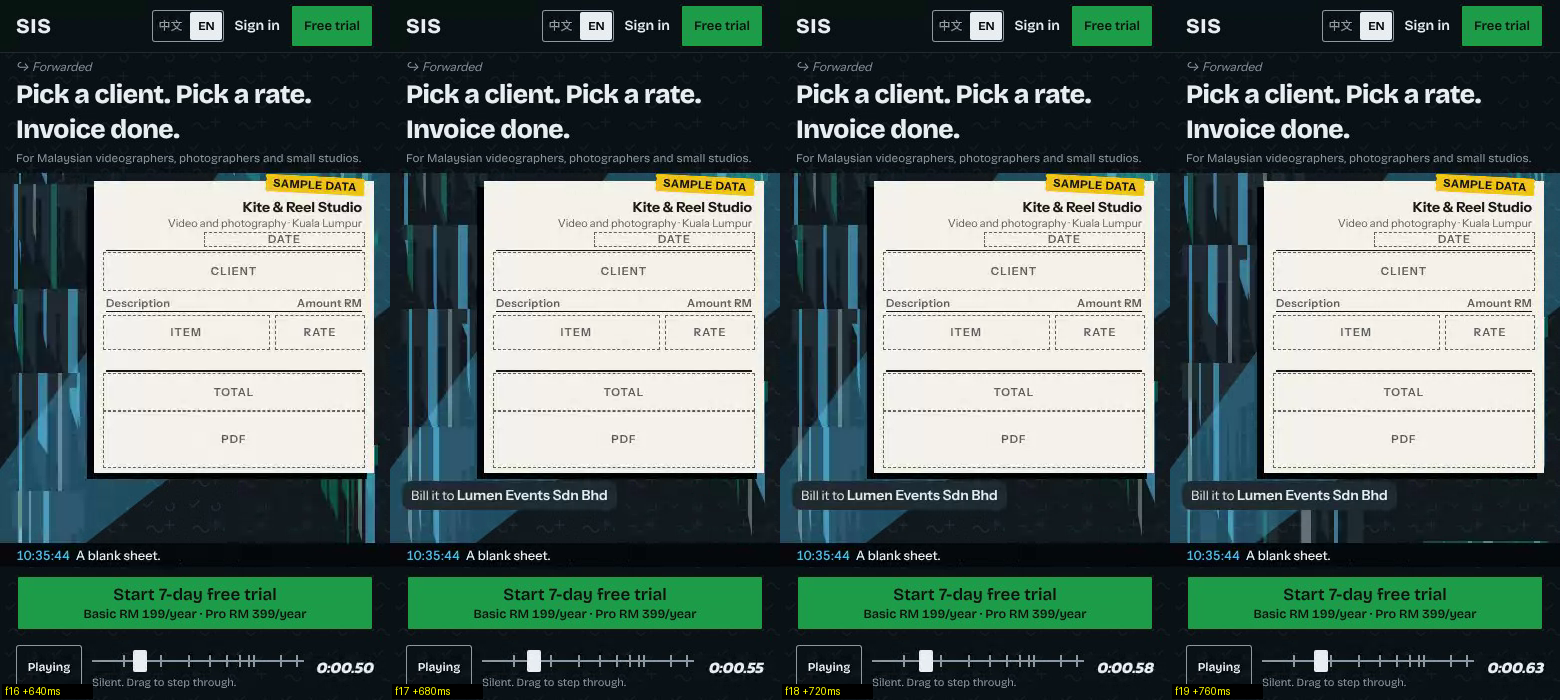 SIS 中文 EN Sign in Free trial
↪ Forwarded
Pick a client. Pick a rate.
Invoice done.
For Malaysian videographers, photographers and small studios.
SAMPLE DATA
Kite & Reel Studio
Video and photography · Kuala Lumpur
DATE
CLIENT
Description Amount RM
ITEM RATE
TOTAL
PDF
10:35:44 A blank sheet.
Start 7-day free trial
Basic RM 199/year · Pro RM 399/year
Playing 0:00.50
Silent. Drag to step through.
f16 +640ms
SIS 中文 EN Sign in Free trial
↪ Forwarded
Pick a client. Pick a rate.
Invoice done.
For Malaysian videographers, photographers and small studios.
SAMPLE DATA
Kite & Reel Studio
Video and photography · Kuala Lumpur
DATE
CLIENT
Description Amount RM
ITEM RATE
TOTAL
PDF
Bill it to Lumen Events Sdn Bhd
10:35:44 A blank sheet.
Start 7-day free trial
Basic RM 199/year · Pro RM 399/year
Playing 0:00.55
Silent. Drag to step through.
f17 +680ms
SIS 中文 EN Sign in Free trial
↪ Forwarded
Pick a client. Pick a rate.
Invoice done.
For Malaysian videographers, photographers and small studios.
SAMPLE DATA
Kite & Reel Studio
Video and photography · Kuala Lumpur
DATE
CLIENT
Description Amount RM
ITEM RATE
TOTAL
PDF
Bill it to Lumen Events Sdn Bhd
10:35:44 A blank sheet.
Start 7-day free trial
Basic RM 199/year · Pro RM 399/year
Playing 0:00.58
Silent. Drag to step through.
f18 +720ms
SIS 中文 EN Sign in Free trial
↪ Forwarded
Pick a client. Pick a rate.
Invoice done.
For Malaysian videographers, photographers and small studios.
SAMPLE DATA
Kite & Reel Studio
Video and photography · Kuala Lumpur
DATE
CLIENT
Description Amount RM
ITEM RATE
TOTAL
PDF
Bill it to Lumen Events Sdn Bhd
10:35:44 A blank sheet.
Start 7-day free trial
Basic RM 199/year · Pro RM 399/year
Playing 0:00.63
Silent. Drag to step through.
f19 +760ms